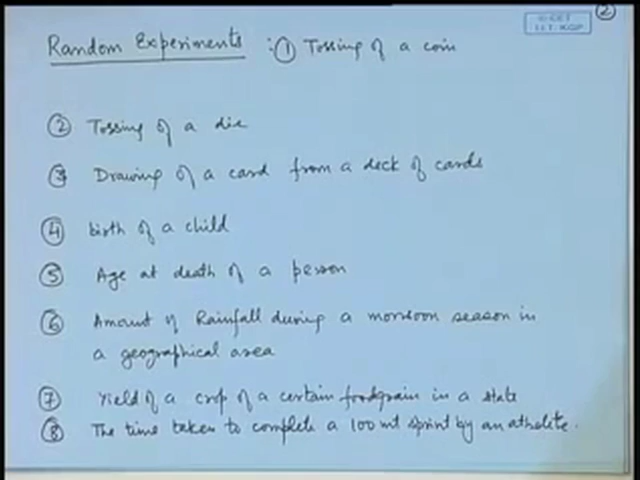 ②
© CET
I.I.T. KGP
Random Experiments : ① Tossing of a coin
② Tossing of a die
③ Drawing of a card from a deck of cards
④ birth of a child
⑤ Age at death of a person
⑥ Amount of Rainfall during a monsoon season in
a geographical area
⑦ Yield of a crop of a certain foodgrain in a state
⑧ The time taken to complete a 100 mt sprint by an athelite.